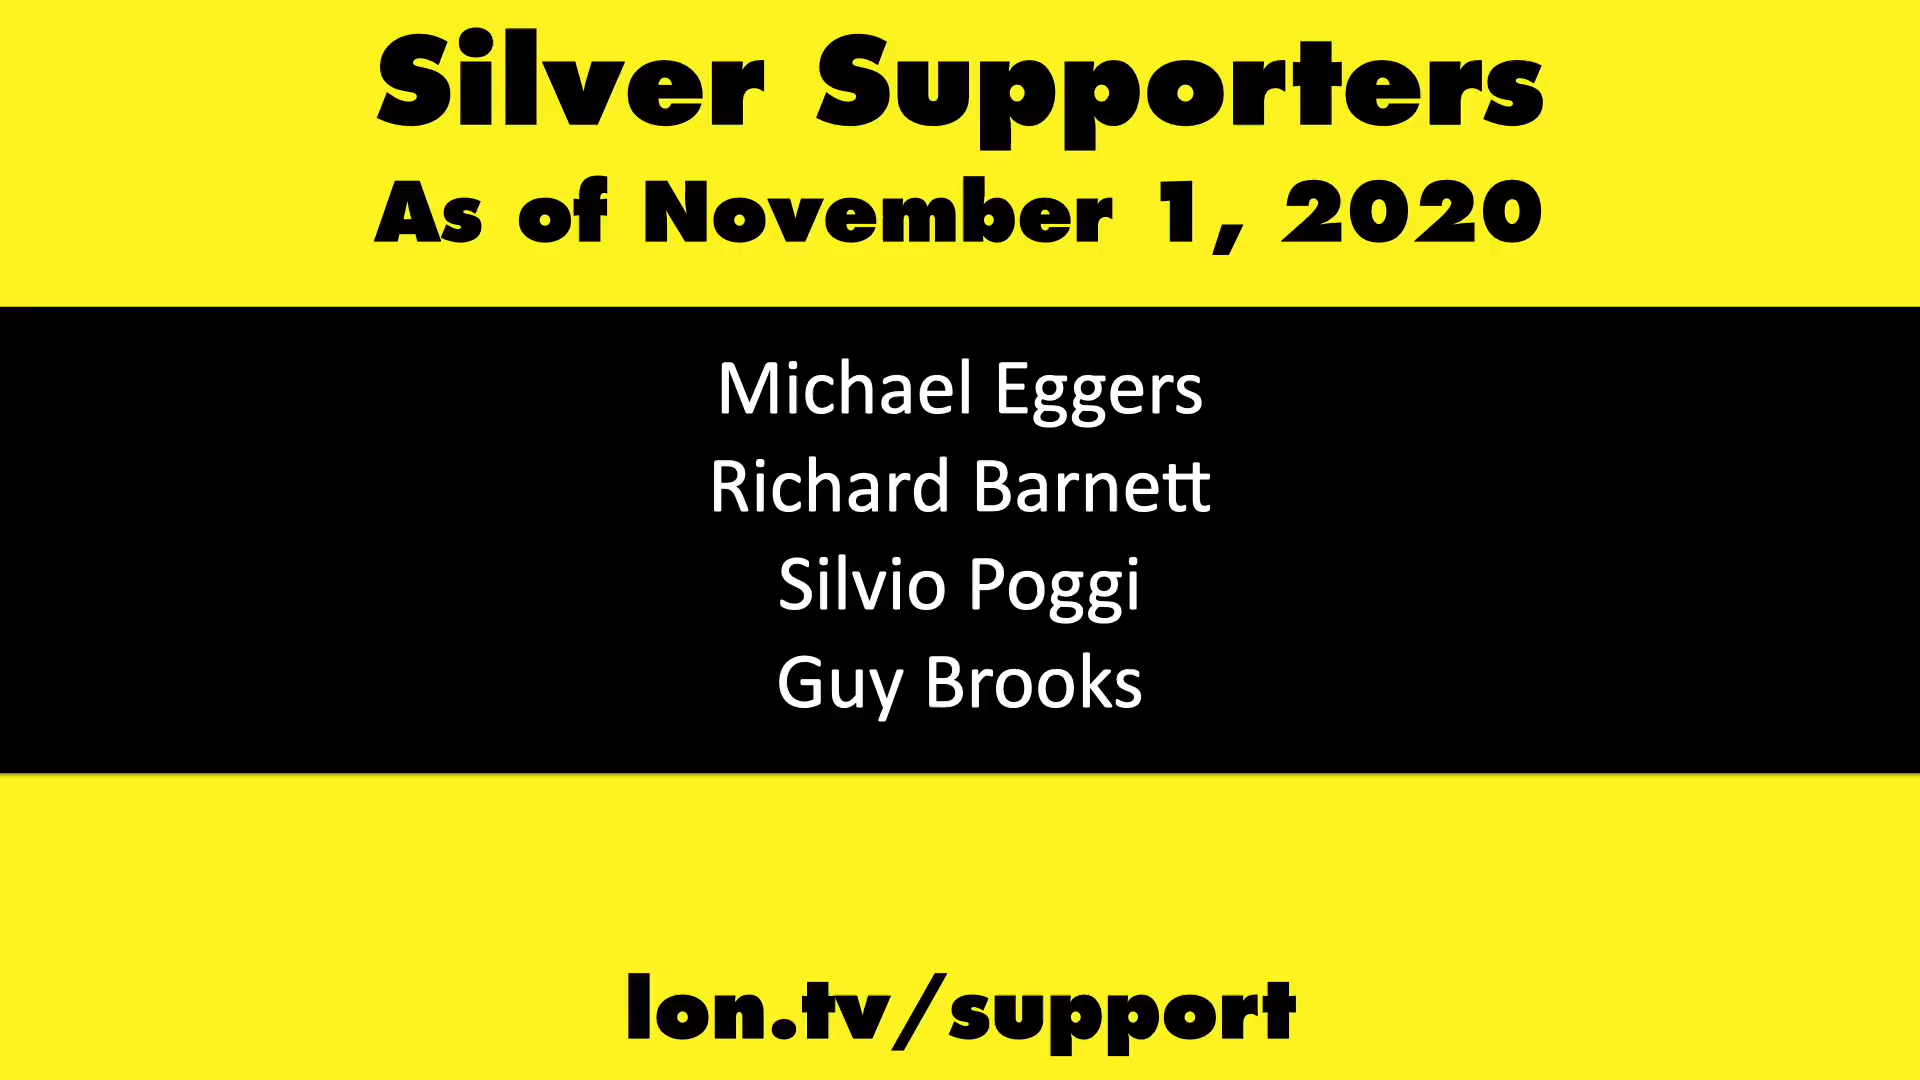 Silver Supporters
As of November 1, 2020
Michael Eggers
Richard Barnett
Silvio Poggi
Guy Brooks
lon.tv/support